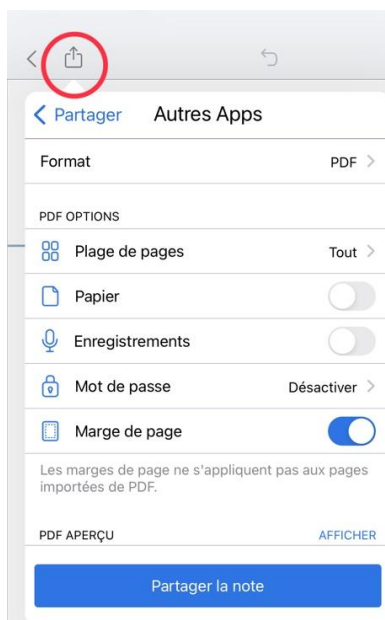 Partager Autres Apps
Format PDF
PDF OPTIONS
Plage de pages Tout
Papier
Enregistrements
Mot de passe Désactiver
Marge de page
Les marges de page ne s'appliquent pas aux pages
importées de PDF.
PDF APERÇU AFFICHER
Partager la note